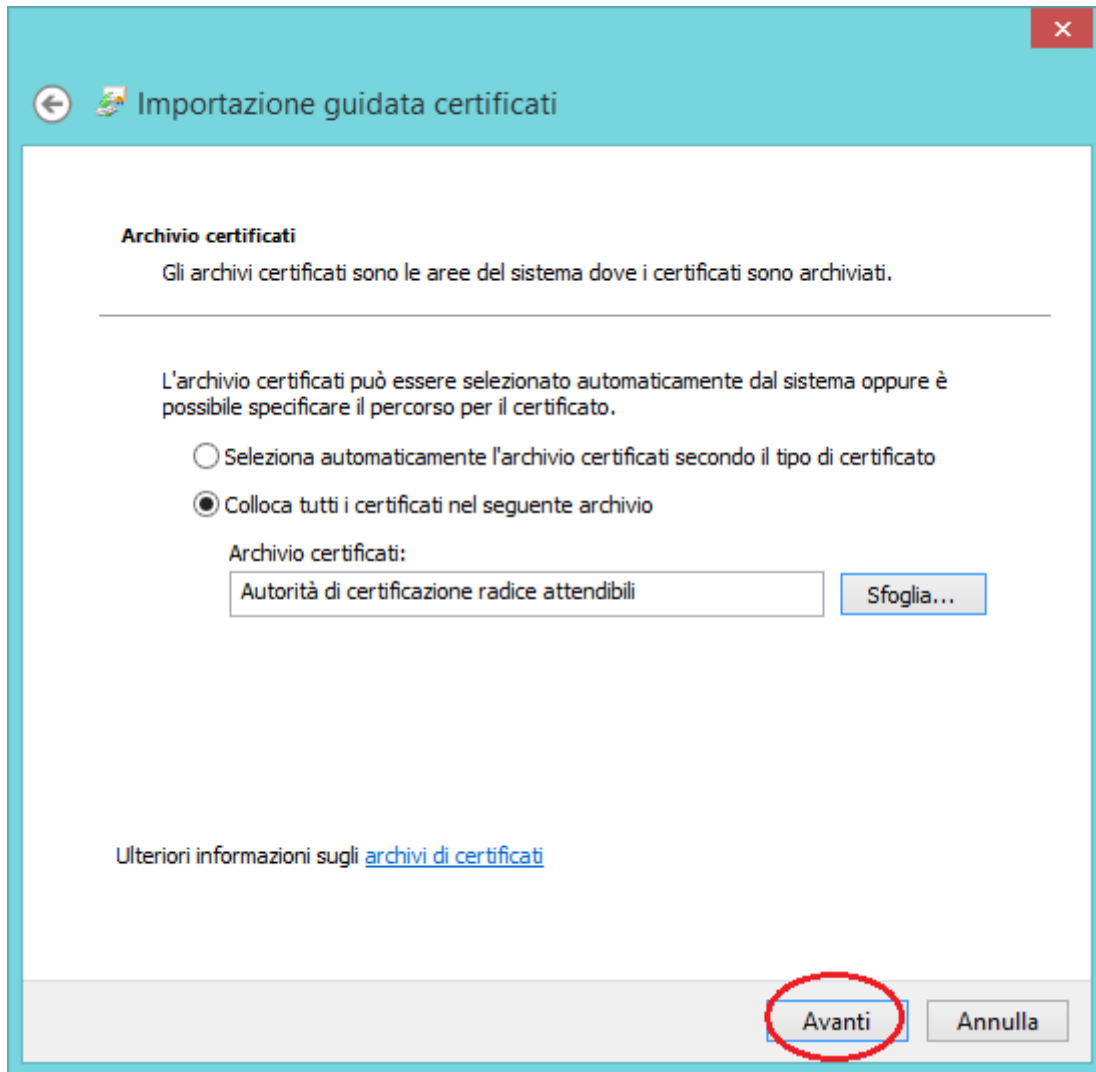 Importazione guidata certificati
Archivio certificati
Gli archivi certificati sono le aree del sistema dove i certificati sono archiviati.
L'archivio certificati può essere selezionato automaticamente dal sistema oppure è
possibile specificare il percorso per il certificato.
Seleziona automaticamente l'archivio certificati secondo il tipo di certificato
Colloca tutti i certificati nel seguente archivio
Archivio certificati:
Autorità di certificazione radice attendibili
Sfoglia...
Ulteriori informazioni sugli archivi di certificati
Avanti
Annulla